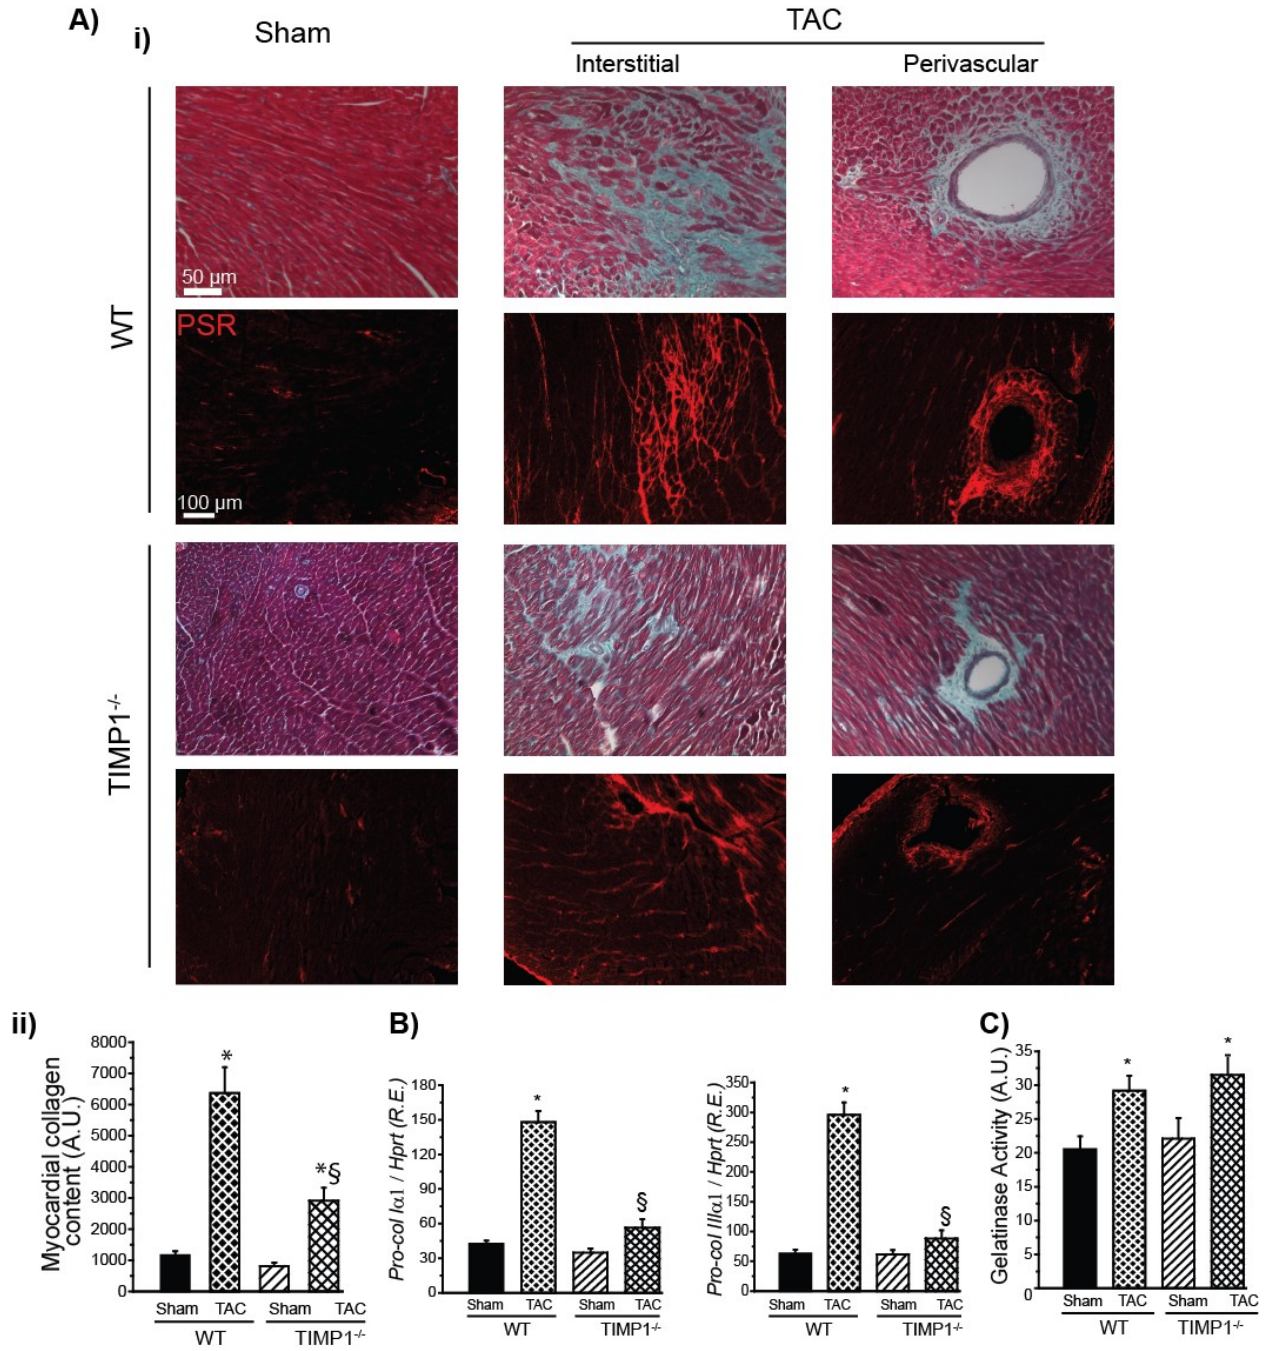 A)
i)
Sham
TAC
Interstitial
Perivascular
WT
50 µm
PSR
100 µm
TIMP1-/-
ii)
Myocardial collagen
content (A.U.)
8000
7000
6000
5000
4000
3000
2000
1000
0
*
*§
Sham TAC Sham TAC
WT TIMP1-/-
B)
Pro-col Iα1 / Hprt (R.E.)
180
150
120
90
60
30
0
*
§
Sham TAC Sham TAC
WT TIMP1-/-
Pro-col IIIα1 / Hprt (R.E.)
350
300
250
200
150
100
50
0
*
§
Sham TAC Sham TAC
WT TIMP1-/-
C)
Gelatinase Activity (A.U.)
35
30
25
20
15
10
5
0
*
*
Sham TAC Sham TAC
WT TIMP1-/-